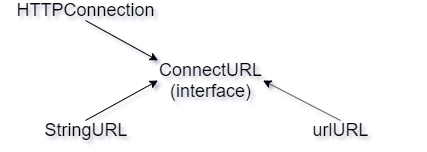 HTTPConnection
ConnectURL
(interface)
StringURL
urlURL